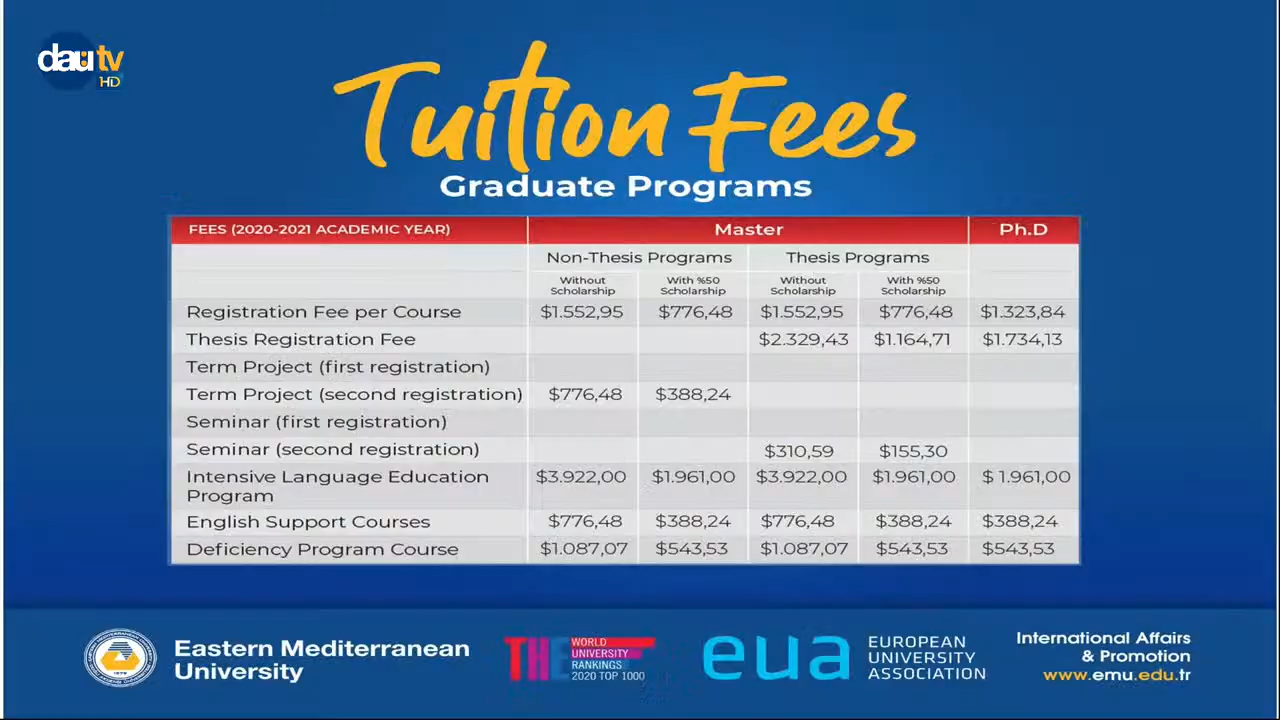 dau tv
HD
Tuition Fees
Graduate Programs
FEES (2020-2021 ACADEMIC YEAR) Master Ph.D
Non-Thesis Programs Thesis Programs
Without Scholarship With %50 Scholarship Without Scholarship With %50 Scholarship
Registration Fee per Course $1.552,95 $776,48 $1.552,95 $776,48 $1.323,84
Thesis Registration Fee $2.329,43 $1.164,71 $1.734,13
Term Project (first registration)
Term Project (second registration) $776,48 $388,24
Seminar (first registration)
Seminar (second registration) $310,59 $155,30
Intensive Language Education $3.922,00 $1.961,00 $3.922,00 $1.961,00 $ 1.961,00
Program
English Support Courses $776,48 $388,24 $776,48 $388,24 $388,24
Deficiency Program Course $1.087,07 $543,53 $1.087,07 $543,53 $543,53
Eastern Mediterranean
University
THE
WORLD
UNIVERSITY
RANKINGS
2020 TOP 1000
eua
EUROPEAN
UNIVERSITY
ASSOCIATION
International Affairs
& Promotion
www.emu.edu.tr